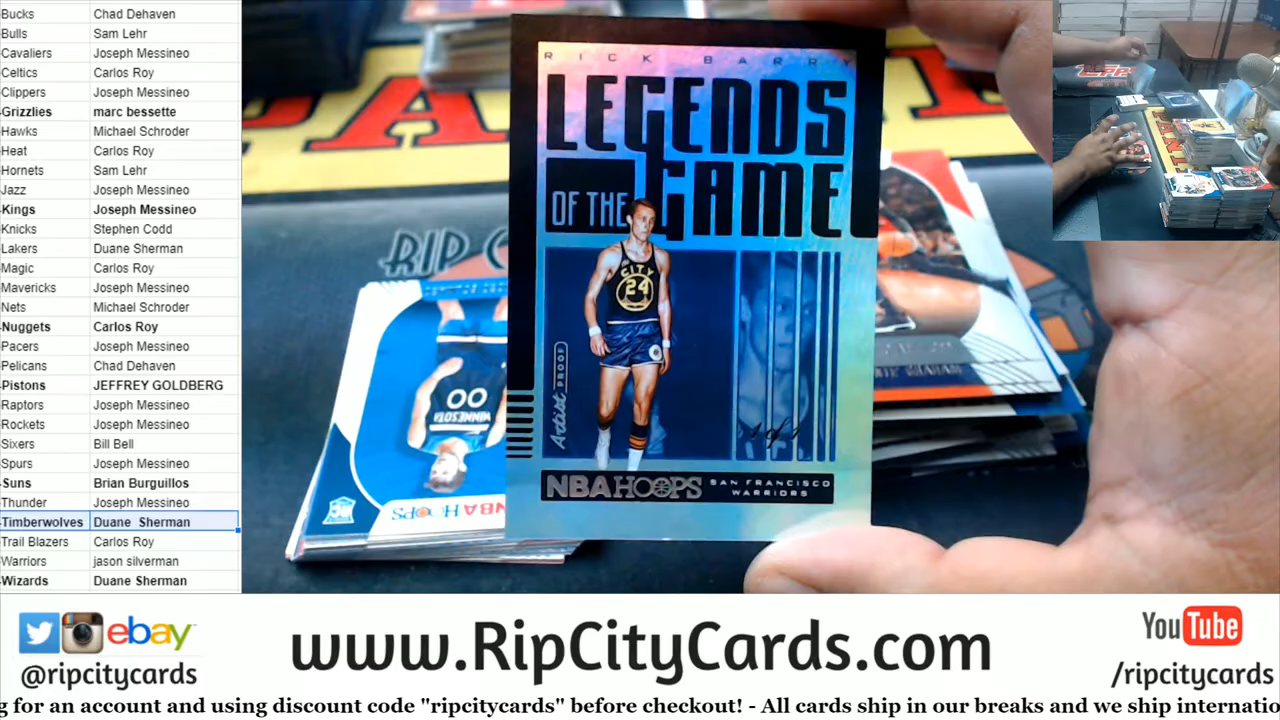 Bucks Chad Dehaven
Bulls Sam Lehr
Cavaliers Joseph Messineo
Celtics Carlos Roy
Clippers Joseph Messineo
Grizzlies marc bessette
Hawks Michael Schroder
Heat Carlos Roy
Hornets Sam Lehr
Jazz Joseph Messineo
Kings Joseph Messineo
Knicks Stephen Codd
Lakers Duane Sherman
Magic Carlos Roy
Mavericks Joseph Messineo
Nets Michael Schroder
Nuggets Carlos Roy
Pacers Joseph Messineo
Pelicans Chad Dehaven
Pistons JEFFREY GOLDBERG
Raptors Joseph Messineo
Rockets Joseph Messineo
Sixers Bill Bell
Spurs Joseph Messineo
Suns Brian Burguillos
Thunder Joseph Messineo
Timberwolves Duane Sherman
Trail Blazers Carlos Roy
Warriors jason silverman
Wizards Duane Sherman
RICK BARRY
LEGENDS
OF THE GAME
CITY
24
Artist PROOF
1 of 1
NBA HOOPS
SAN FRANCISCO
WARRIORS
RIP C
00
MINNESOTA
NBA HOOPS
GRAHAM
ebay
@ripcitycards
www.RipCityCards.com
YouTube
/ripcitycards
g for an account and using discount code "ripcitycards" before checkout! - All cards ship in our breaks and we ship internatio